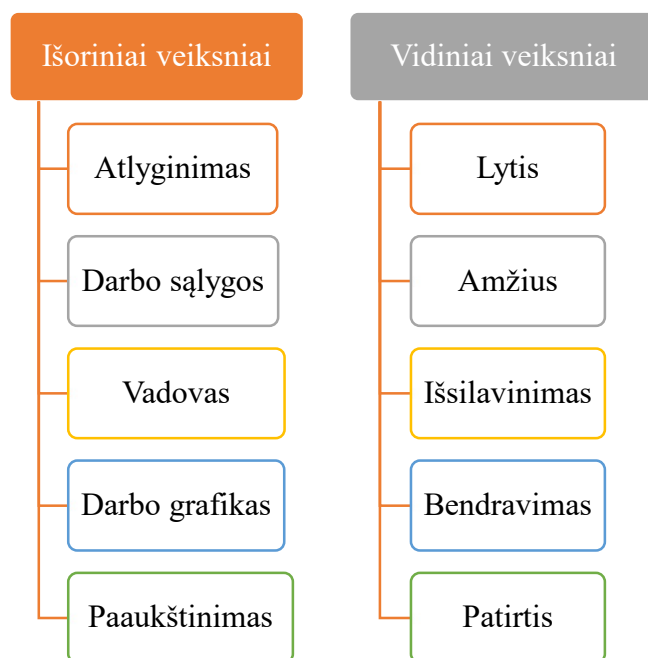 Išoriniai veiksniai
Atlyginimas
Darbo sąlygos
Vadovas
Darbo grafikas
Paaukštinimas
Vidiniai veiksniai
Lytis
Amžius
Išsilavinimas
Bendravimas
Patirtis